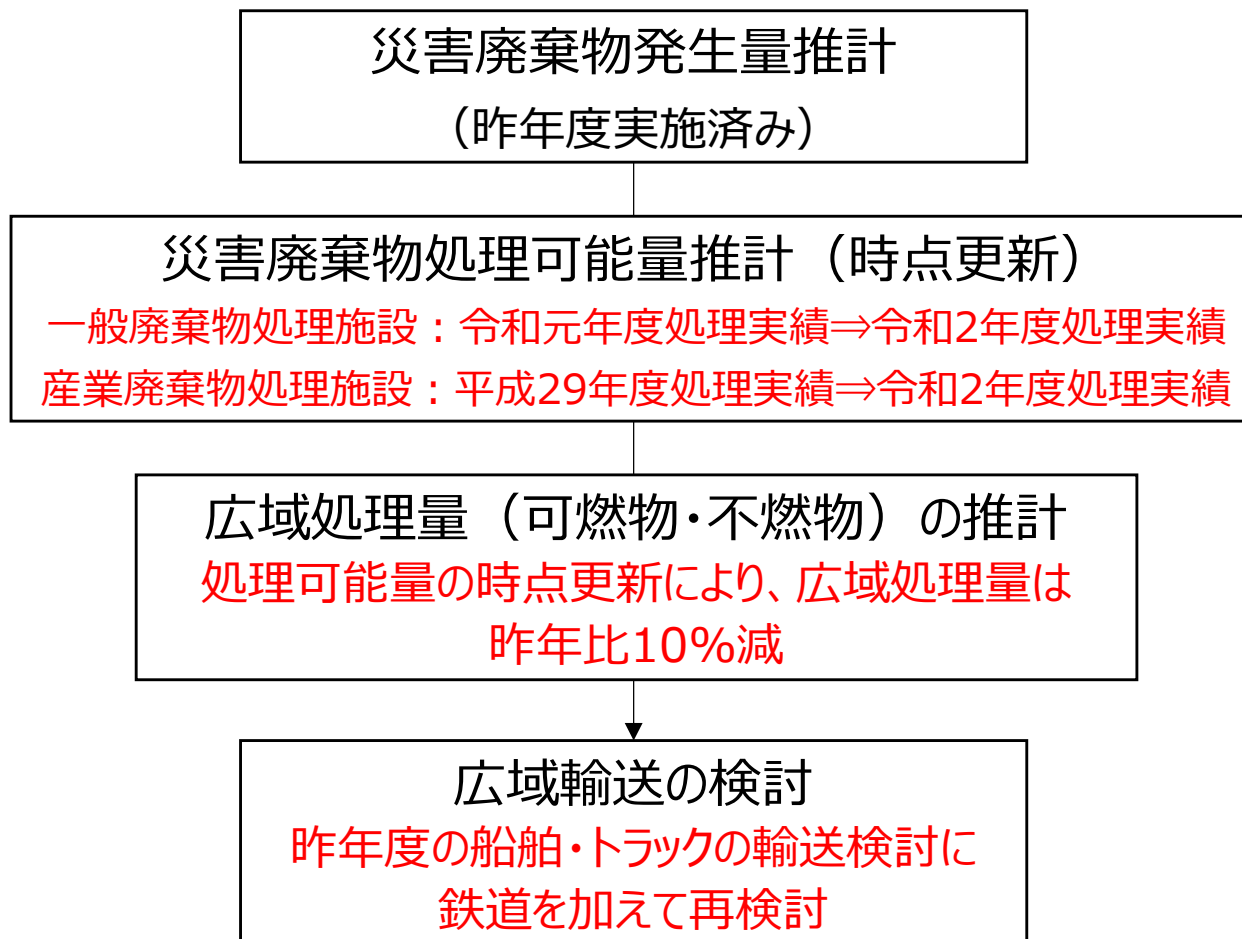 災害廃棄物発生量推計
（昨年度実施済み）
災害廃棄物処理可能量推計（時点更新）
一般廃棄物処理施設：令和元年度処理実績⇒令和2年度処理実績
産業廃棄物処理施設：平成29年度処理実績⇒令和2年度処理実績
広域処理量（可燃物・不燃物）の推計
処理可能量の時点更新により、広域処理量は
昨年比10%減
広域輸送の検討
昨年度の船舶・トラックの輸送検討に
鉄道を加えて再検討